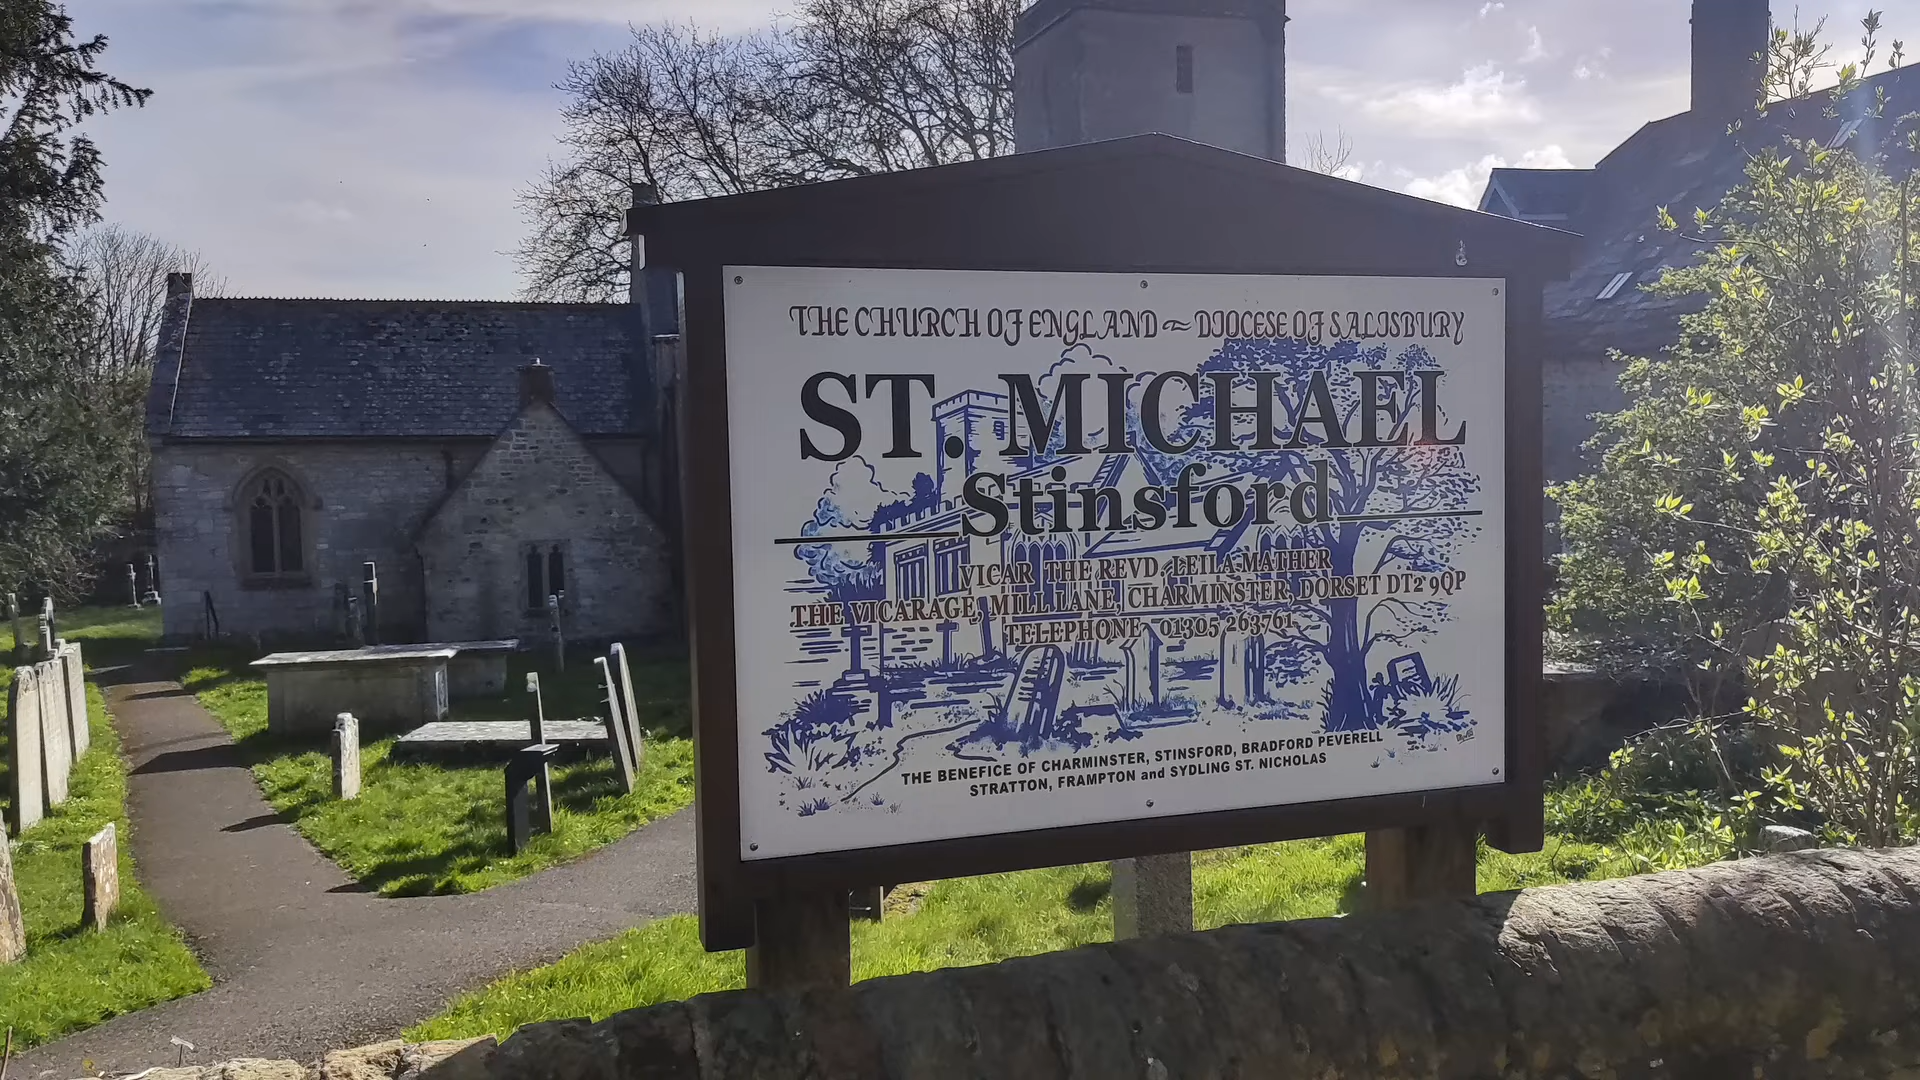 THE CHURCH OF ENGLAND ~ DIOCESE OF SALISBURY
ST. MICHAEL
Stinsford
VICAR THE REVD. LEILA MATHER
THE VICARAGE, MILL LANE, CHARMINSTER, DORSET DT2 9QP
TELEPHONE 01305 263761
THE BENEFICE OF CHARMINSTER, STINSFORD, BRADFORD PEVERELL
STRATTON, FRAMPTON and SYDLING ST. NICHOLAS